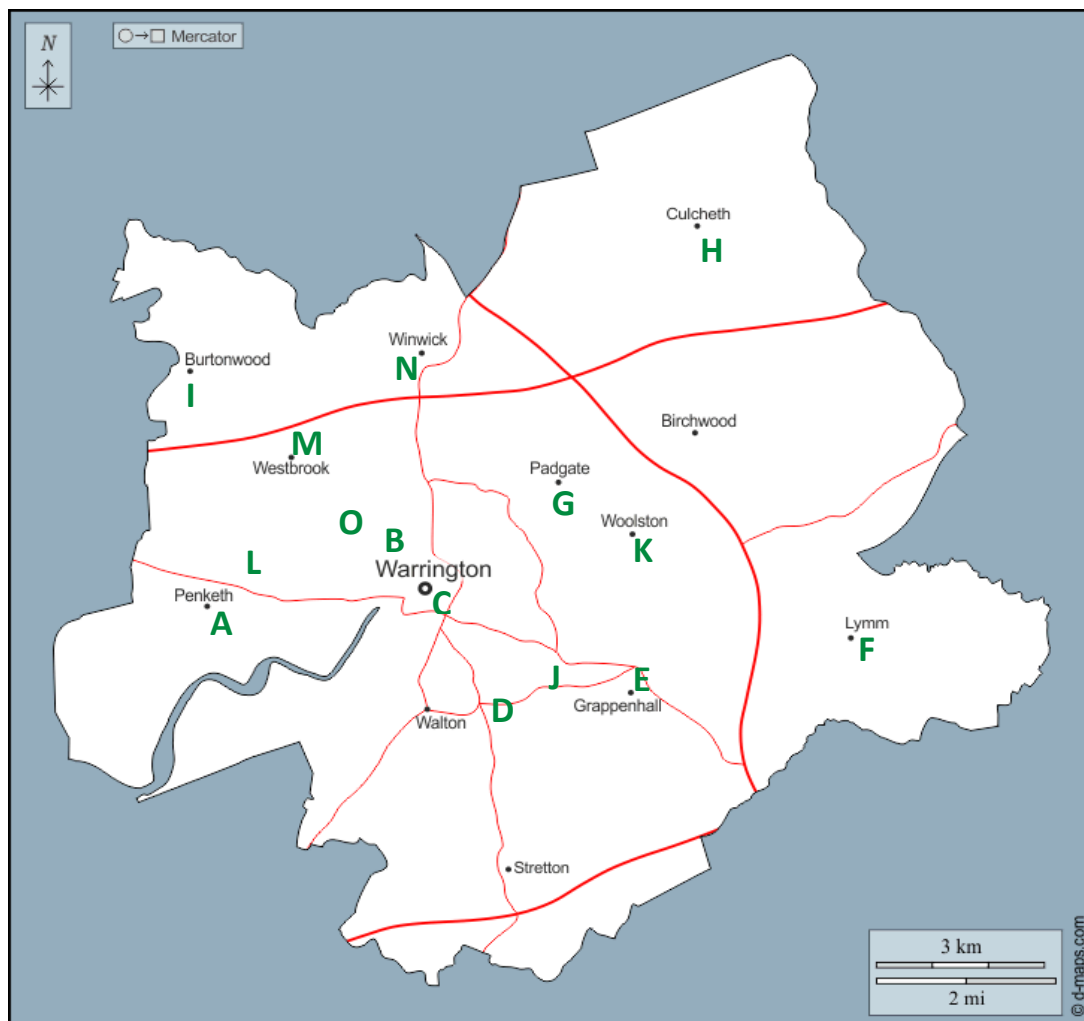 N
○→□ Mercator
Culcheth
H
Winwick
N
Burtonwood
I
Birchwood
M
Westbrook
Padgate
G
O
Woolston
K
B
L
Warrington
C
Penketh
A
Lymm
F
J
E
Grappenhall
D
Walton
Stretton
3 km
2 mi
© d-maps.com